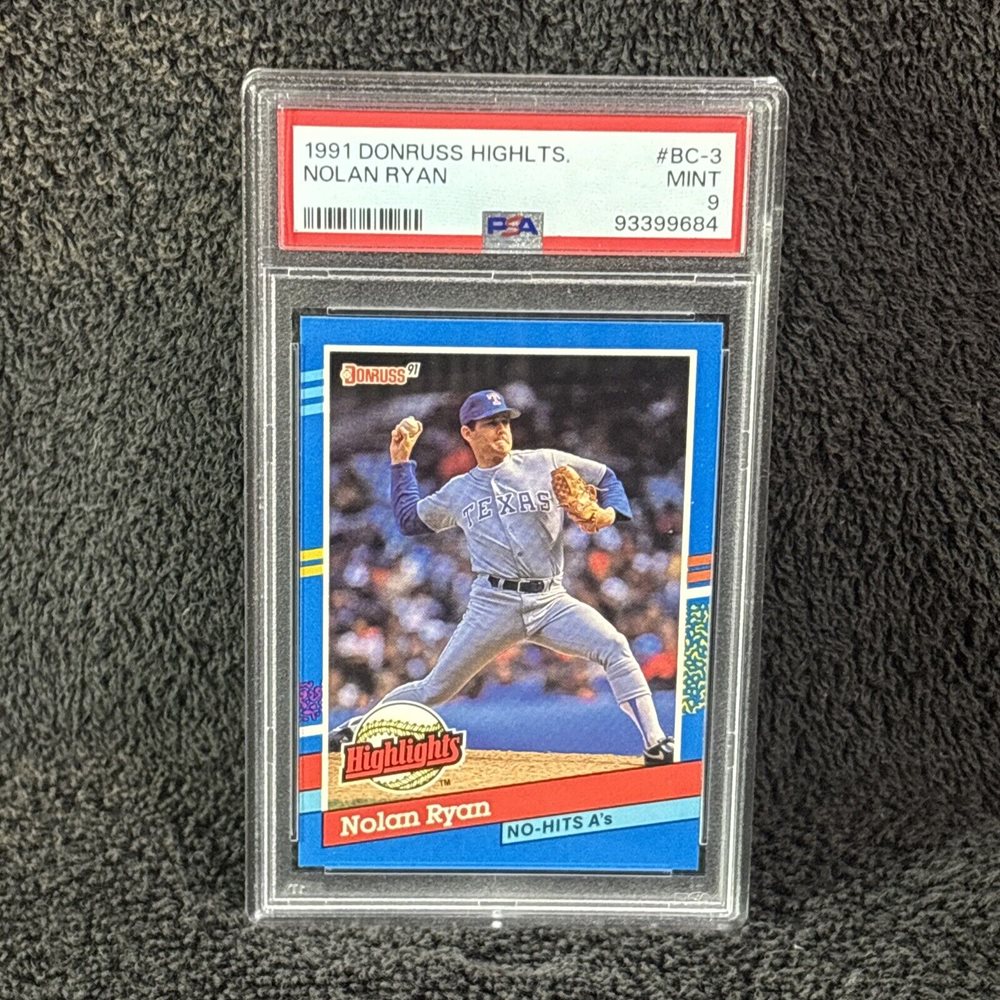 1991 DONRUSS HIGHLTS. #BC-3
NOLAN RYAN MINT
9
PSA 93399684
DONRUSS 91
T
TEXAS
Highlights
TM
Nolan Ryan
NO-HITS A's